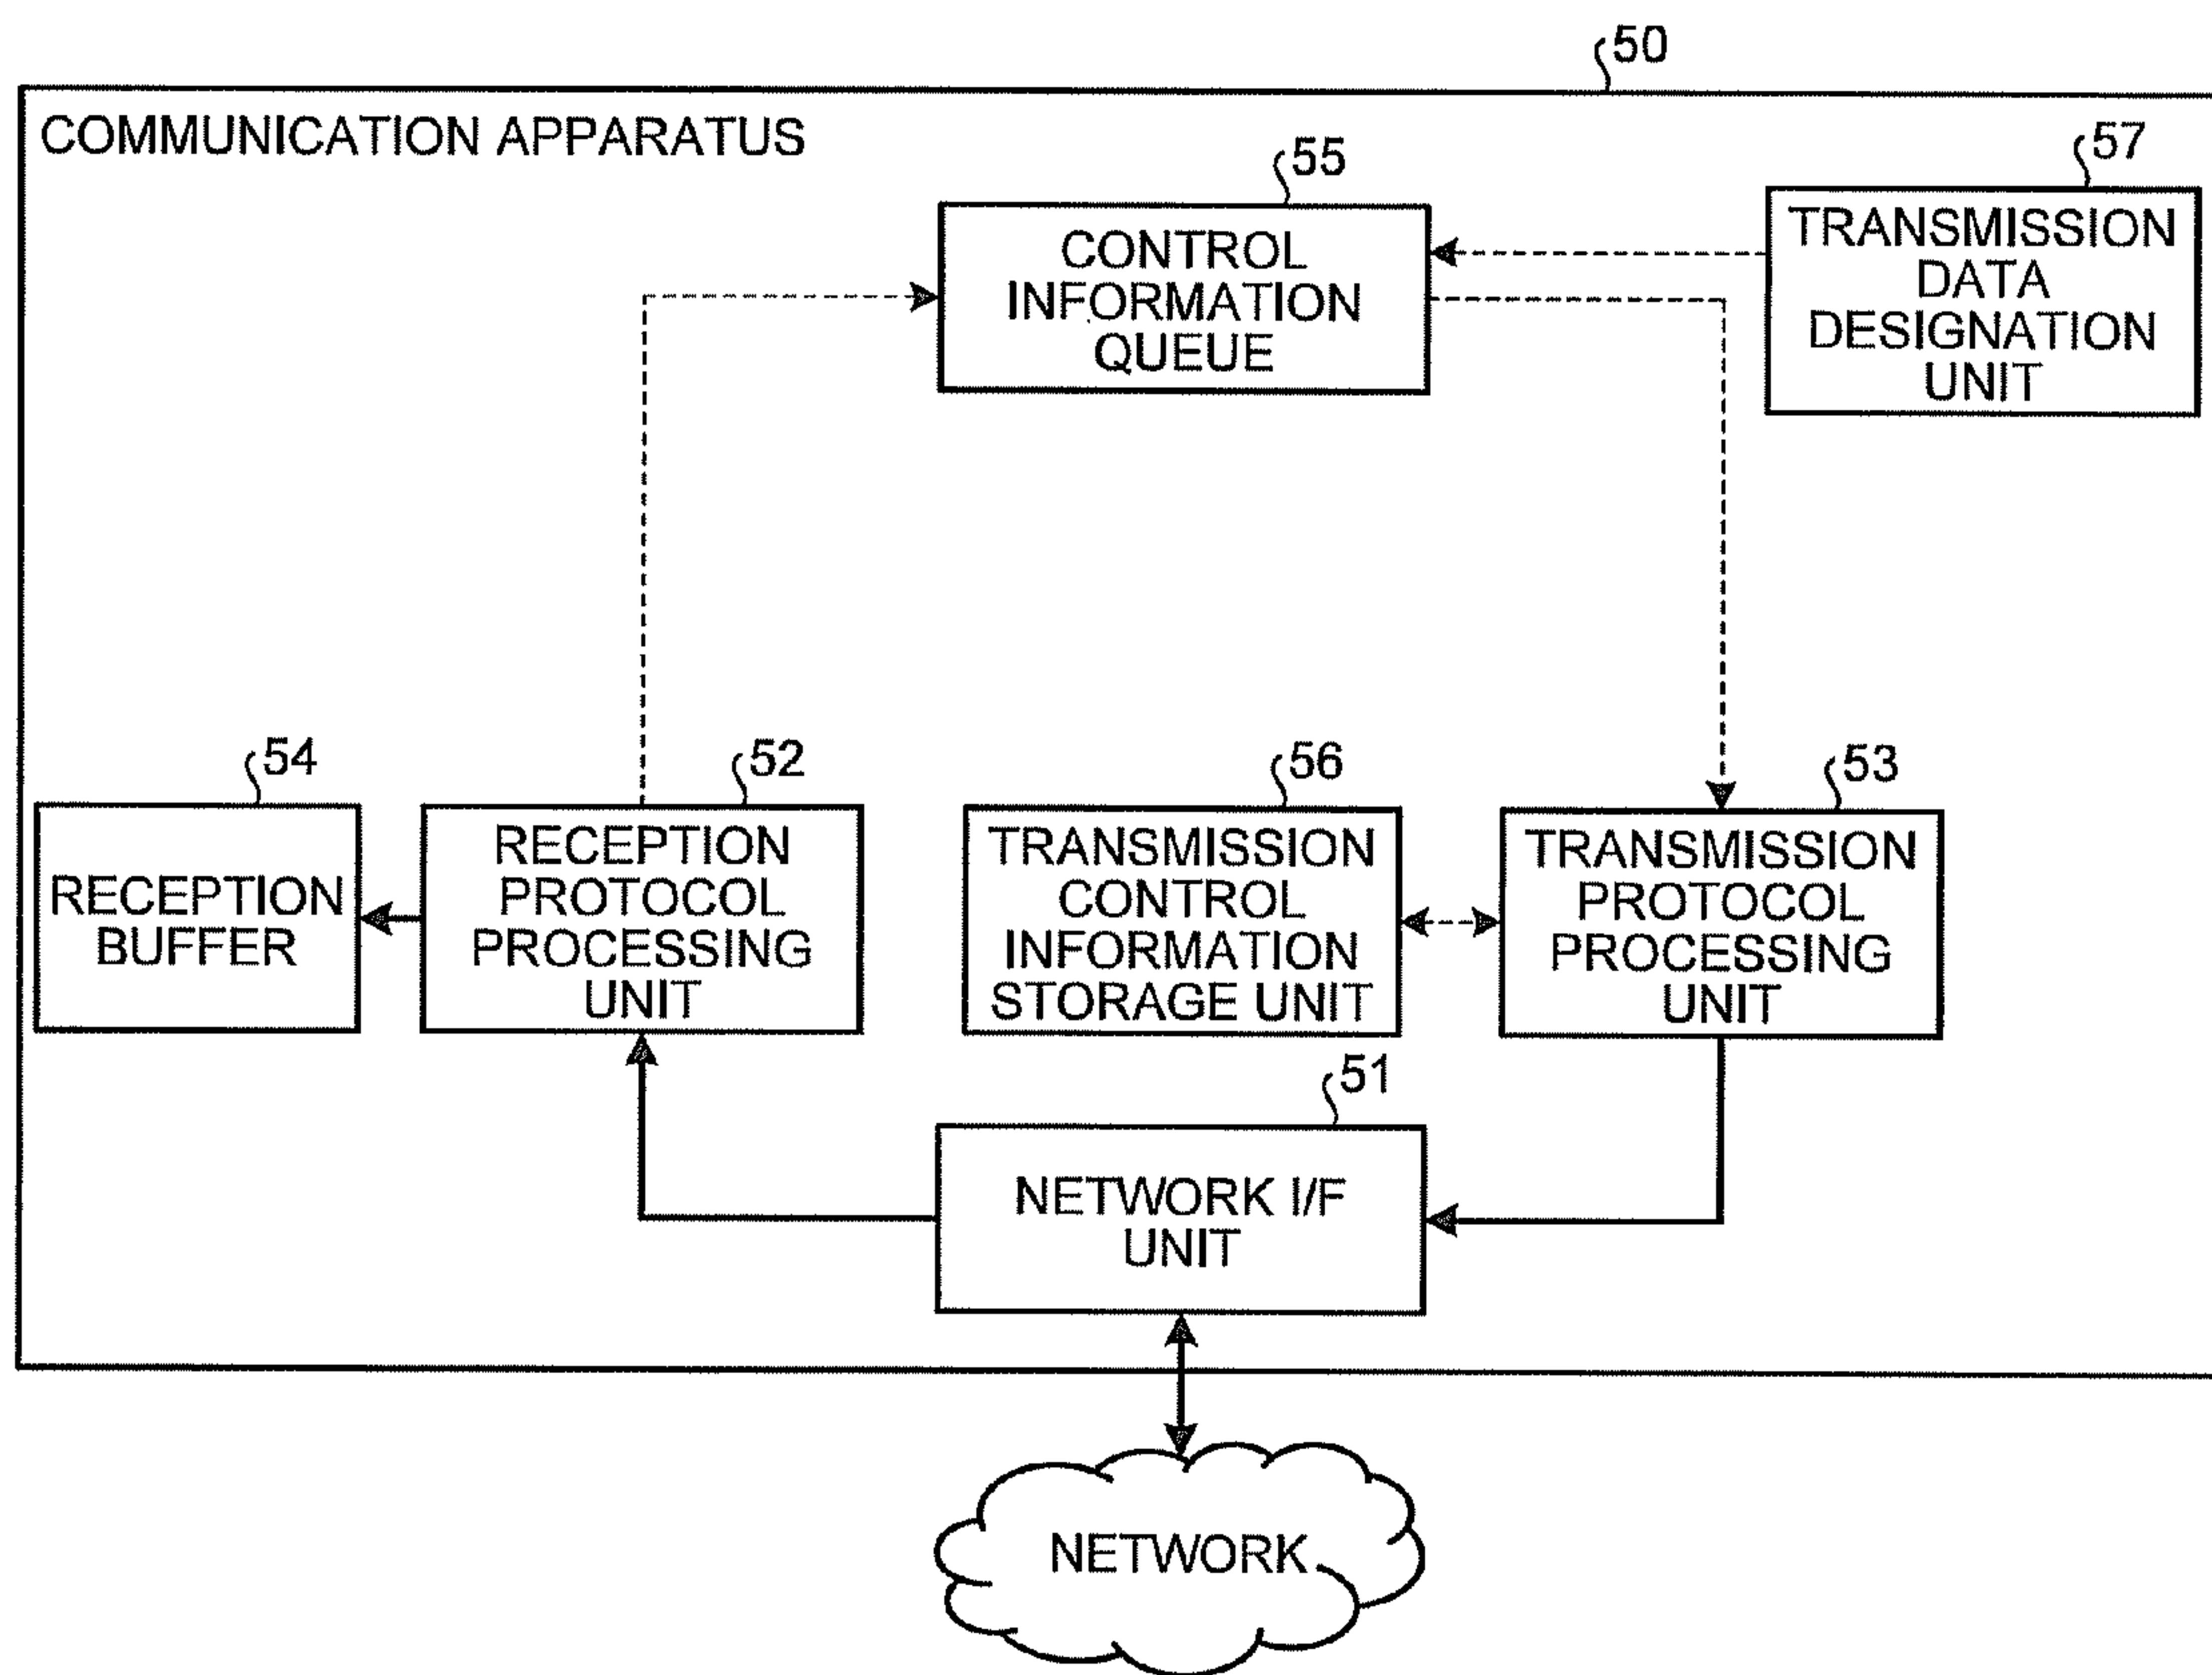 50
COMMUNICATION APPARATUS
55
57
CONTROL
INFORMATION
QUEUE
TRANSMISSION
DATA
DESIGNATION
UNIT
54
52
56
53
RECEPTION
BUFFER
RECEPTION
PROTOCOL
PROCESSING
UNIT
TRANSMISSION
CONTROL
INFORMATION
STORAGE UNIT
TRANSMISSION
PROTOCOL
PROCESSING
UNIT
51
NETWORK I/F
UNIT
NETWORK